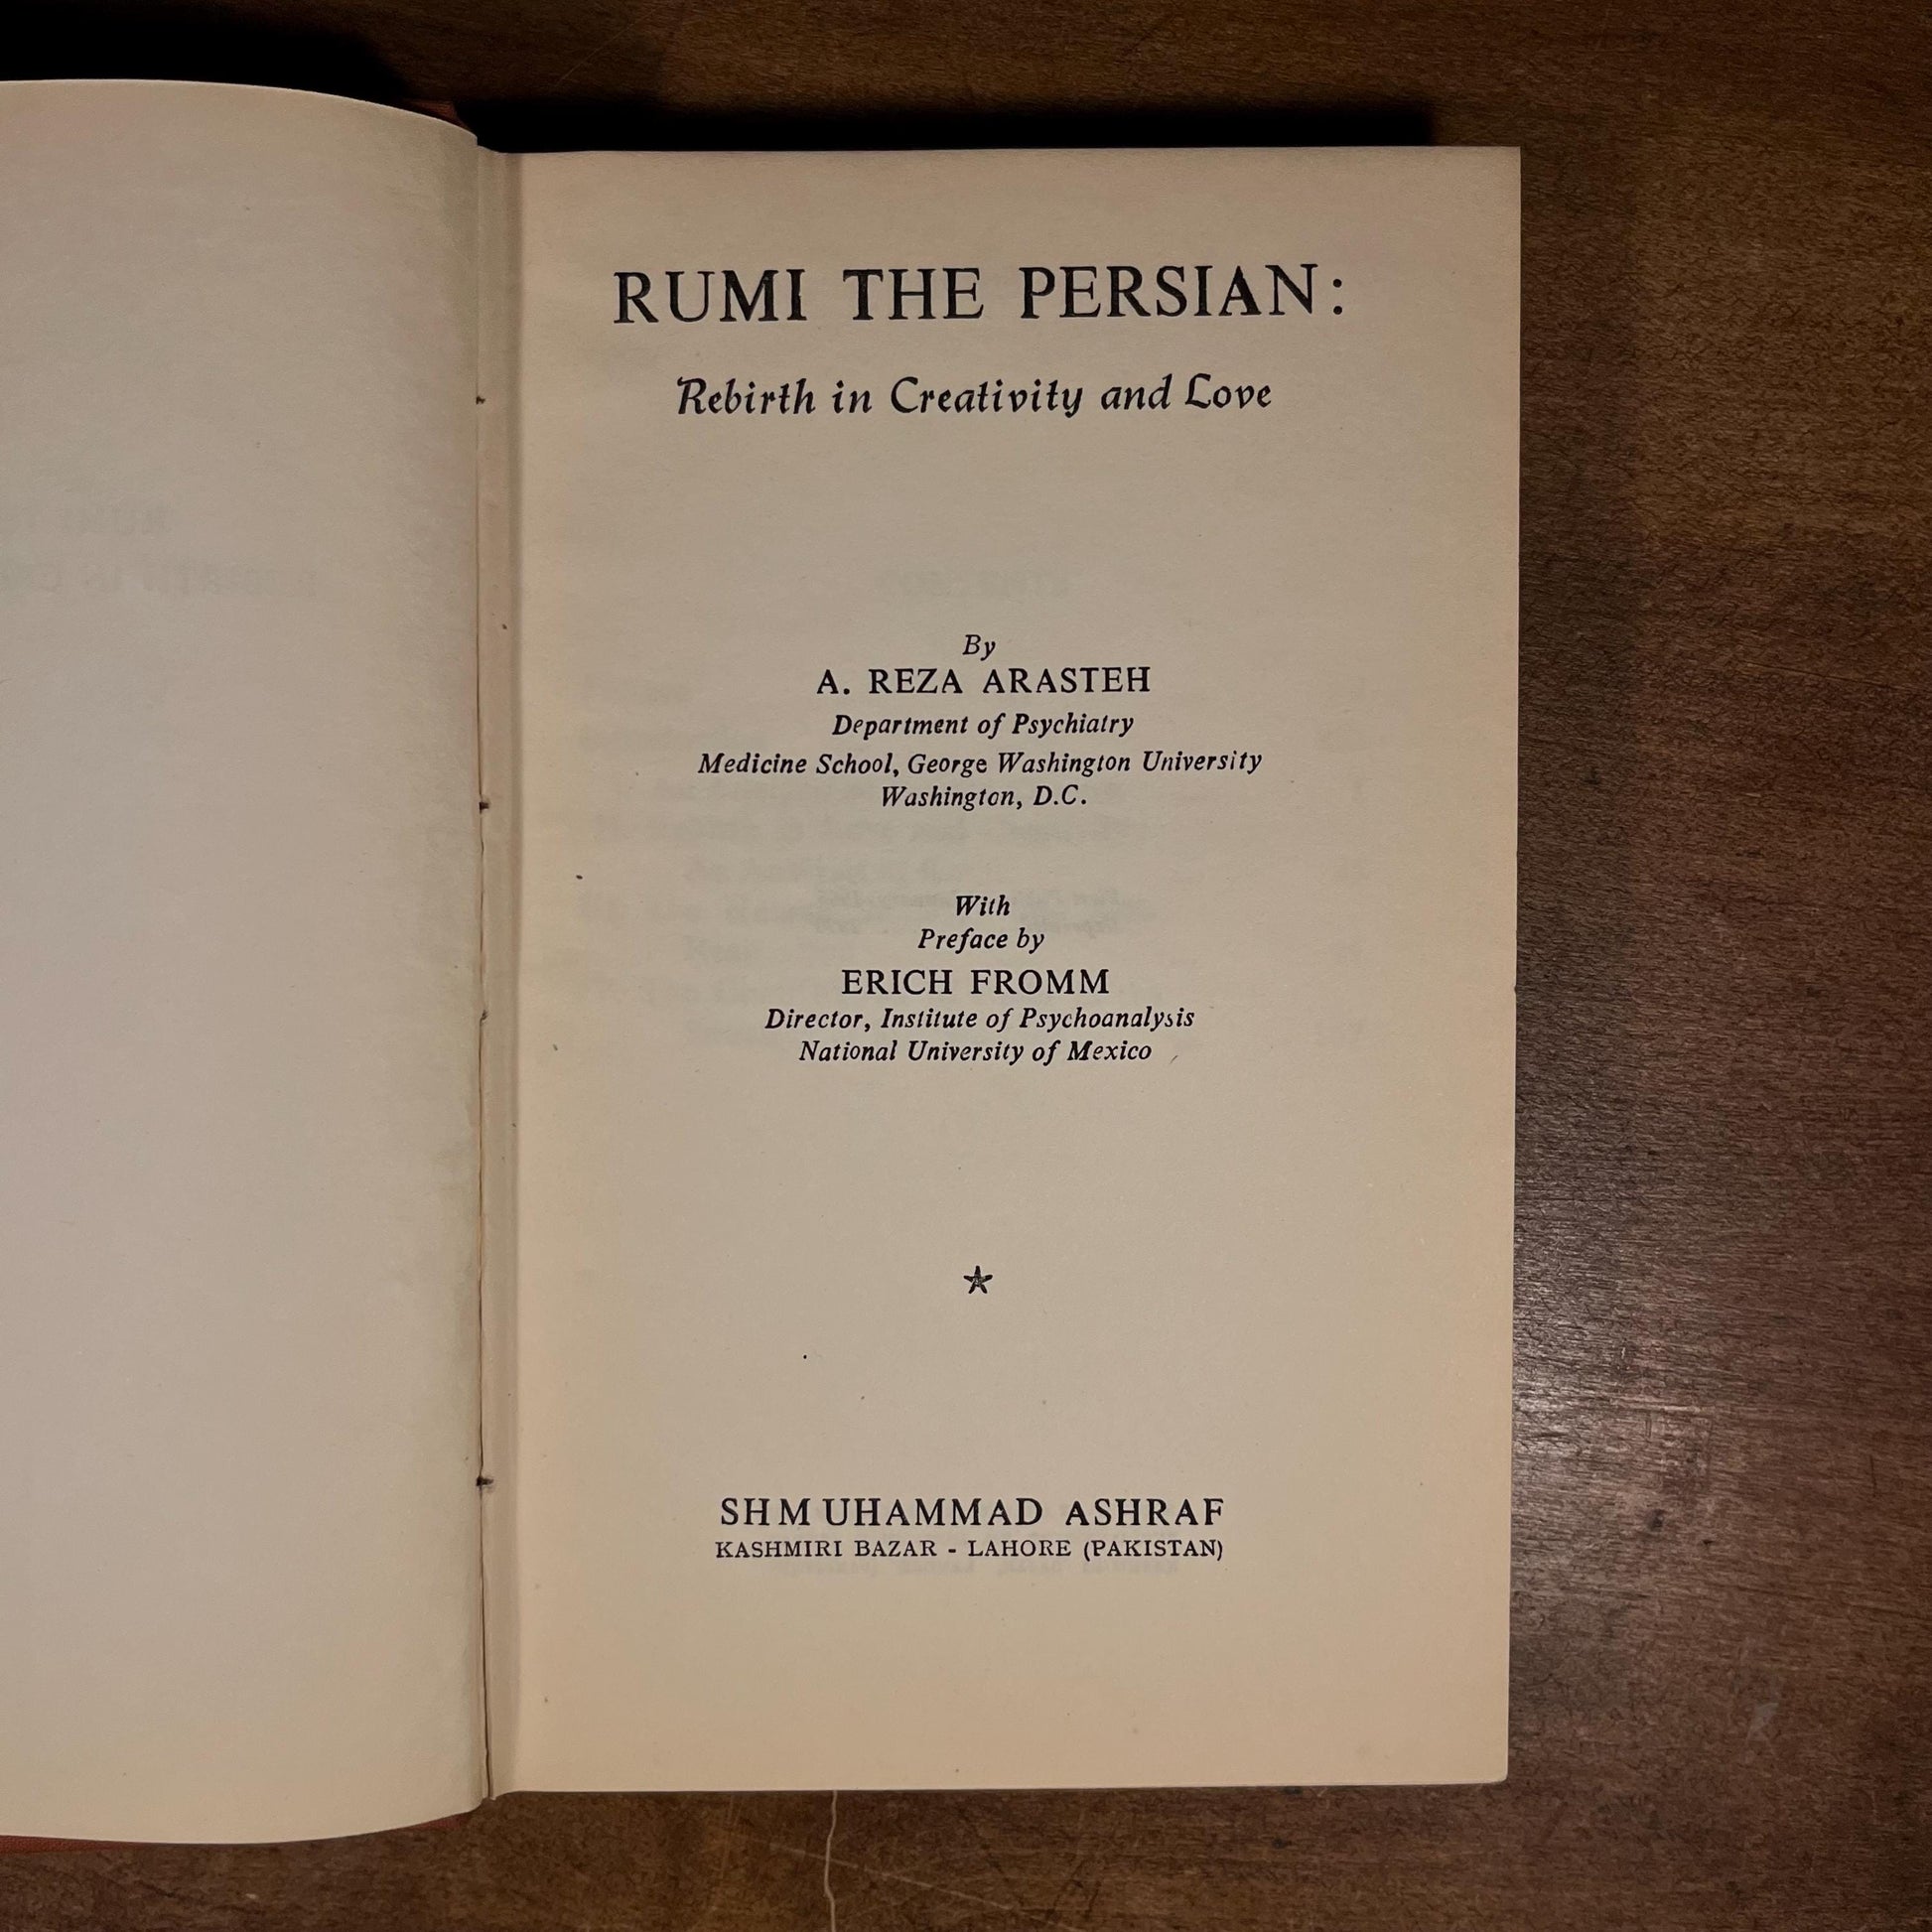 RUMI THE PERSIAN:
Rebirth in Creativity and Love
By
A. REZA ARASTEH
Department of Psychiatry
Medicine School, George Washington University
Washington, D.C.
With
Preface by
ERICH FROMM
Director, Institute of Psychoanalysis
National University of Mexico
SH M UHAMMAD ASHRAF
KASHMIRI BAZAR - LAHORE (PAKISTAN)